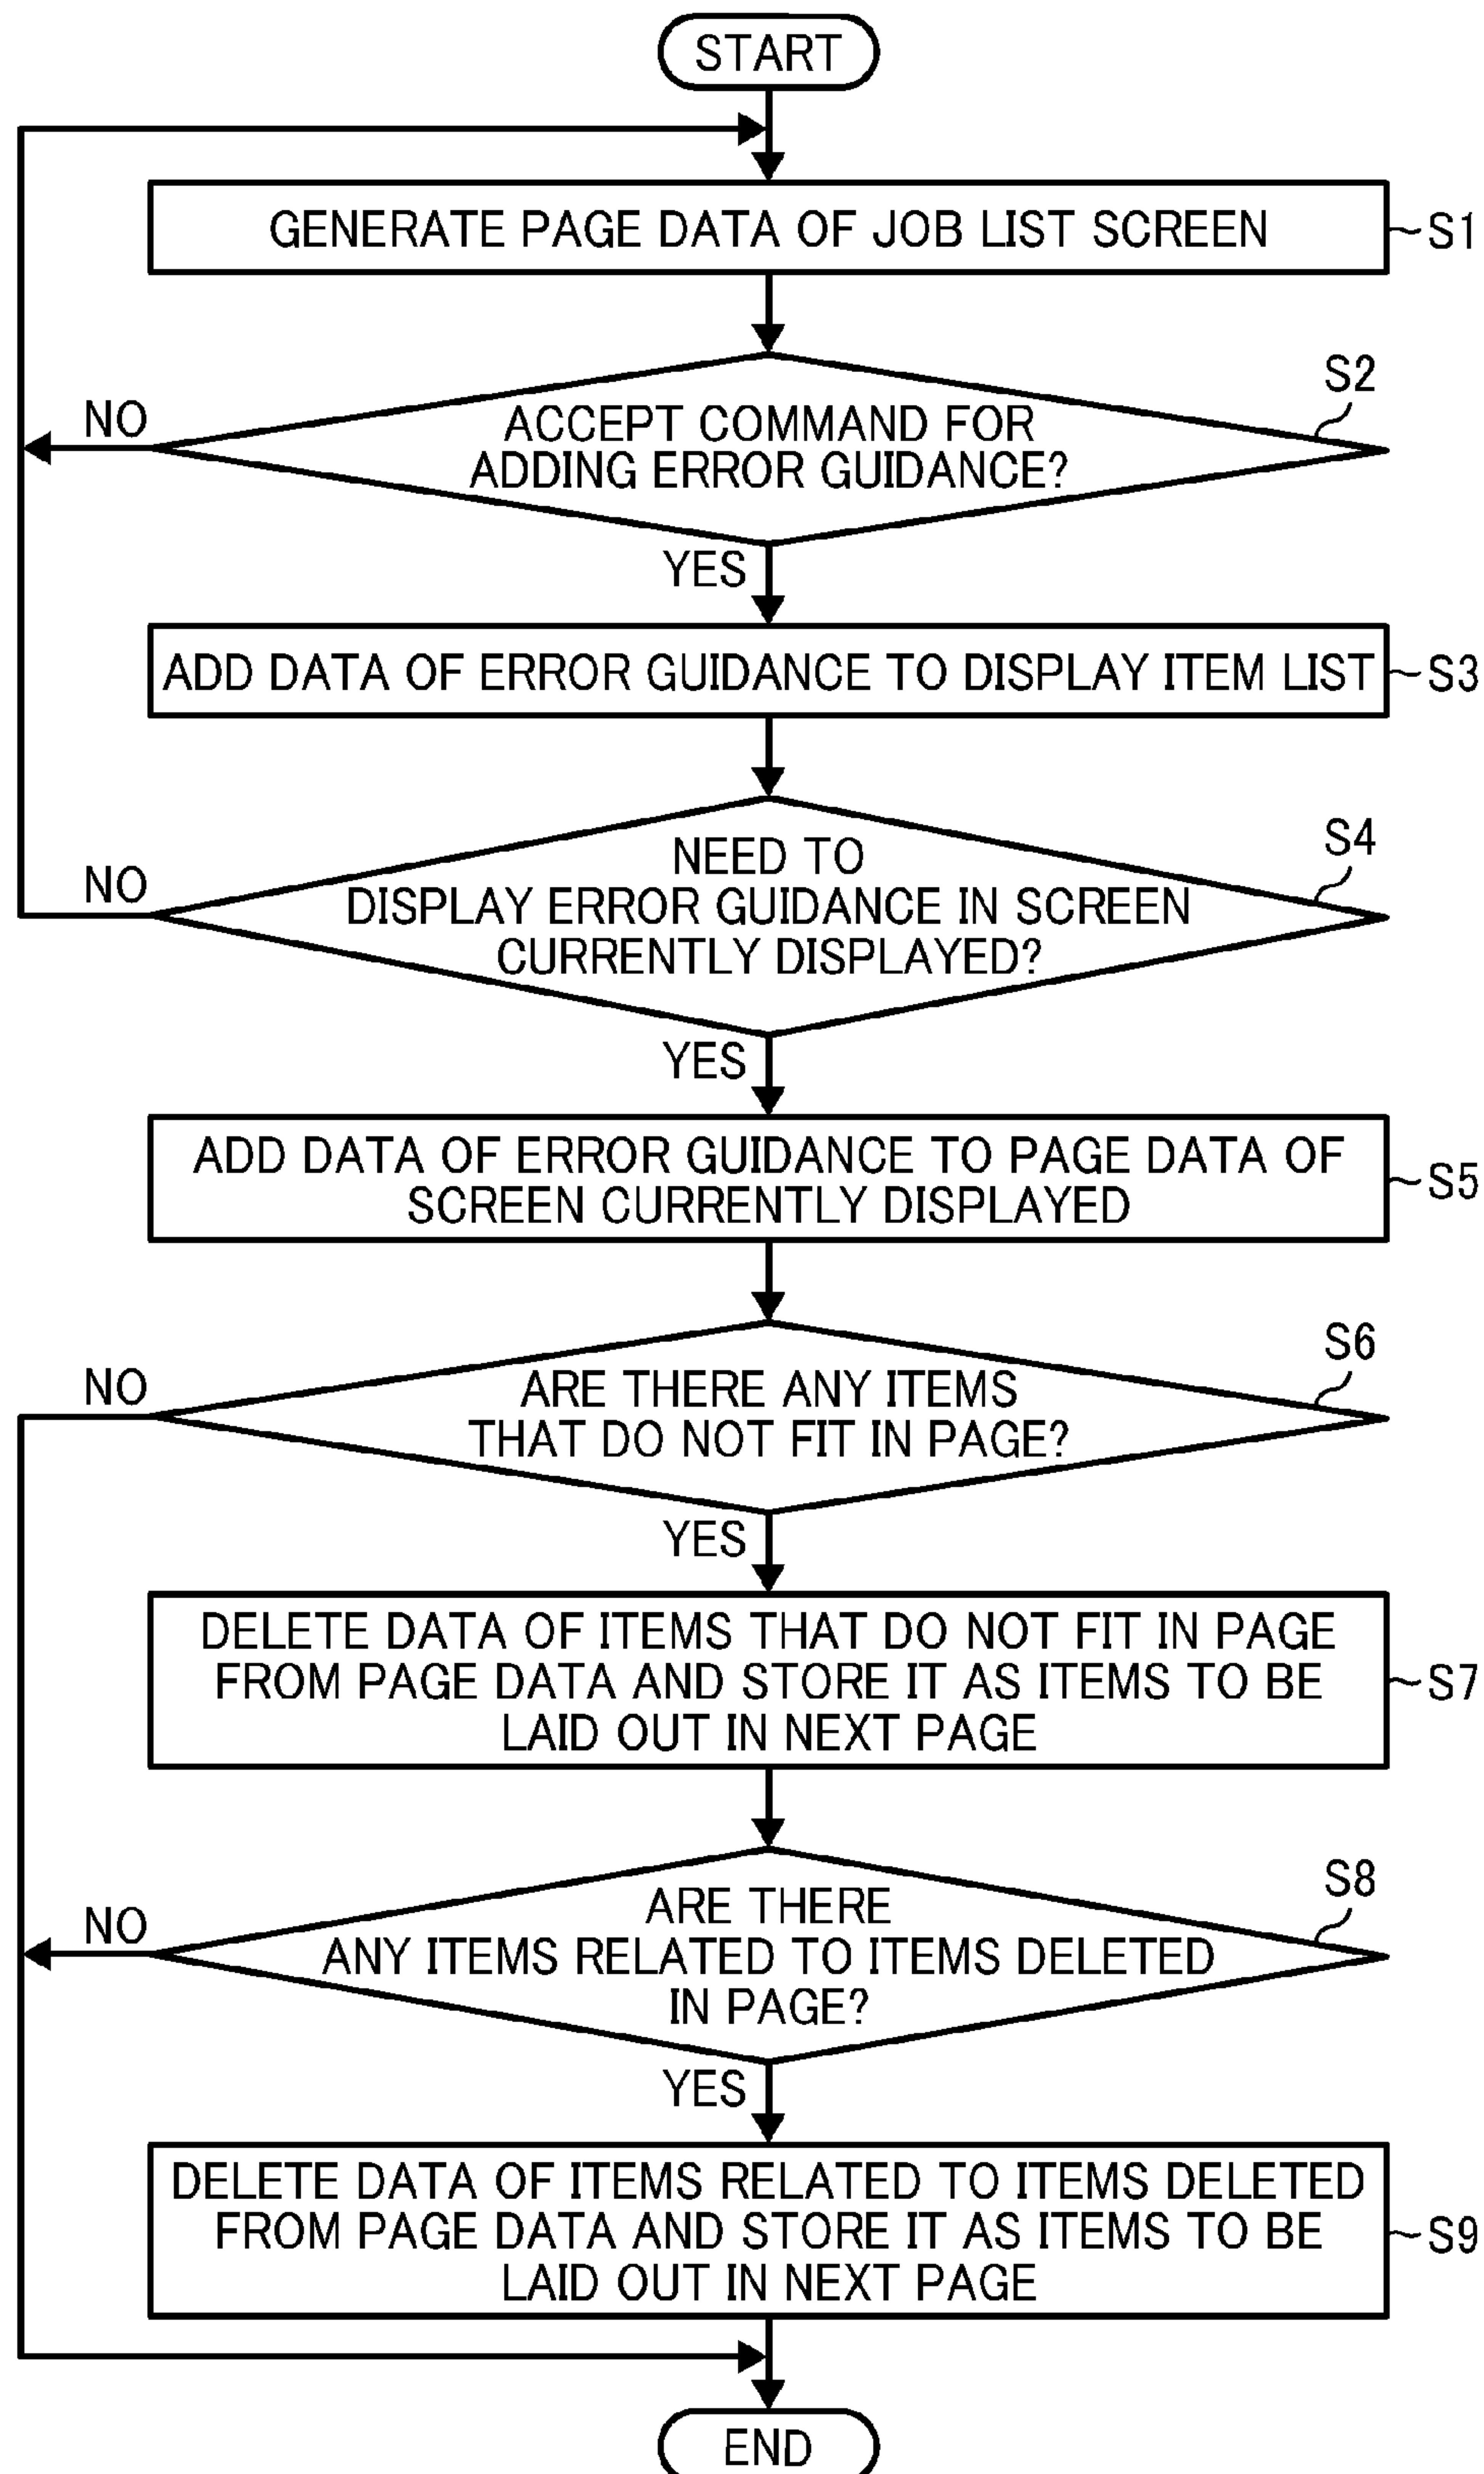 START
GENERATE PAGE DATA OF JOB LIST SCREEN
S1
S2
NO
ACCEPT COMMAND FOR
ADDING ERROR GUIDANCE?
YES
ADD DATA OF ERROR GUIDANCE TO DISPLAY ITEM LIST
S3
S4
NO
NEED TO
DISPLAY ERROR GUIDANCE IN SCREEN
CURRENTLY DISPLAYED?
YES
ADD DATA OF ERROR GUIDANCE TO PAGE DATA OF
SCREEN CURRENTLY DISPLAYED
S5
S6
NO
ARE THERE ANY ITEMS
THAT DO NOT FIT IN PAGE?
YES
DELETE DATA OF ITEMS THAT DO NOT FIT IN PAGE
FROM PAGE DATA AND STORE IT AS ITEMS TO BE
LAID OUT IN NEXT PAGE
S7
S8
NO
ARE THERE
ANY ITEMS RELATED TO ITEMS DELETED
IN PAGE?
YES
DELETE DATA OF ITEMS RELATED TO ITEMS DELETED
FROM PAGE DATA AND STORE IT AS ITEMS TO BE
LAID OUT IN NEXT PAGE
S9
END